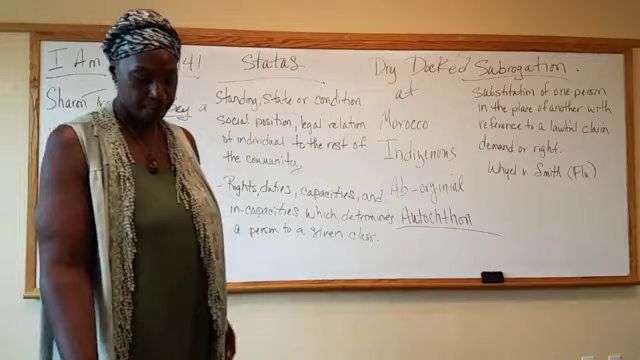 I Am 4!
Sharon
a
Status
Standing, State or condition
social position, legal relation
of individual to the rest of
the community.
- Rights, duties, capacities, and
in-capacities which determines
a person to a given class.
Dry Docked
at
Morocco
Indigenous
Ab-orginial
Autochthon
Subrogation.
Substitution of one person
in the place of another with
reference to a lawful claim
demand or right.
v. Smith (Fla)